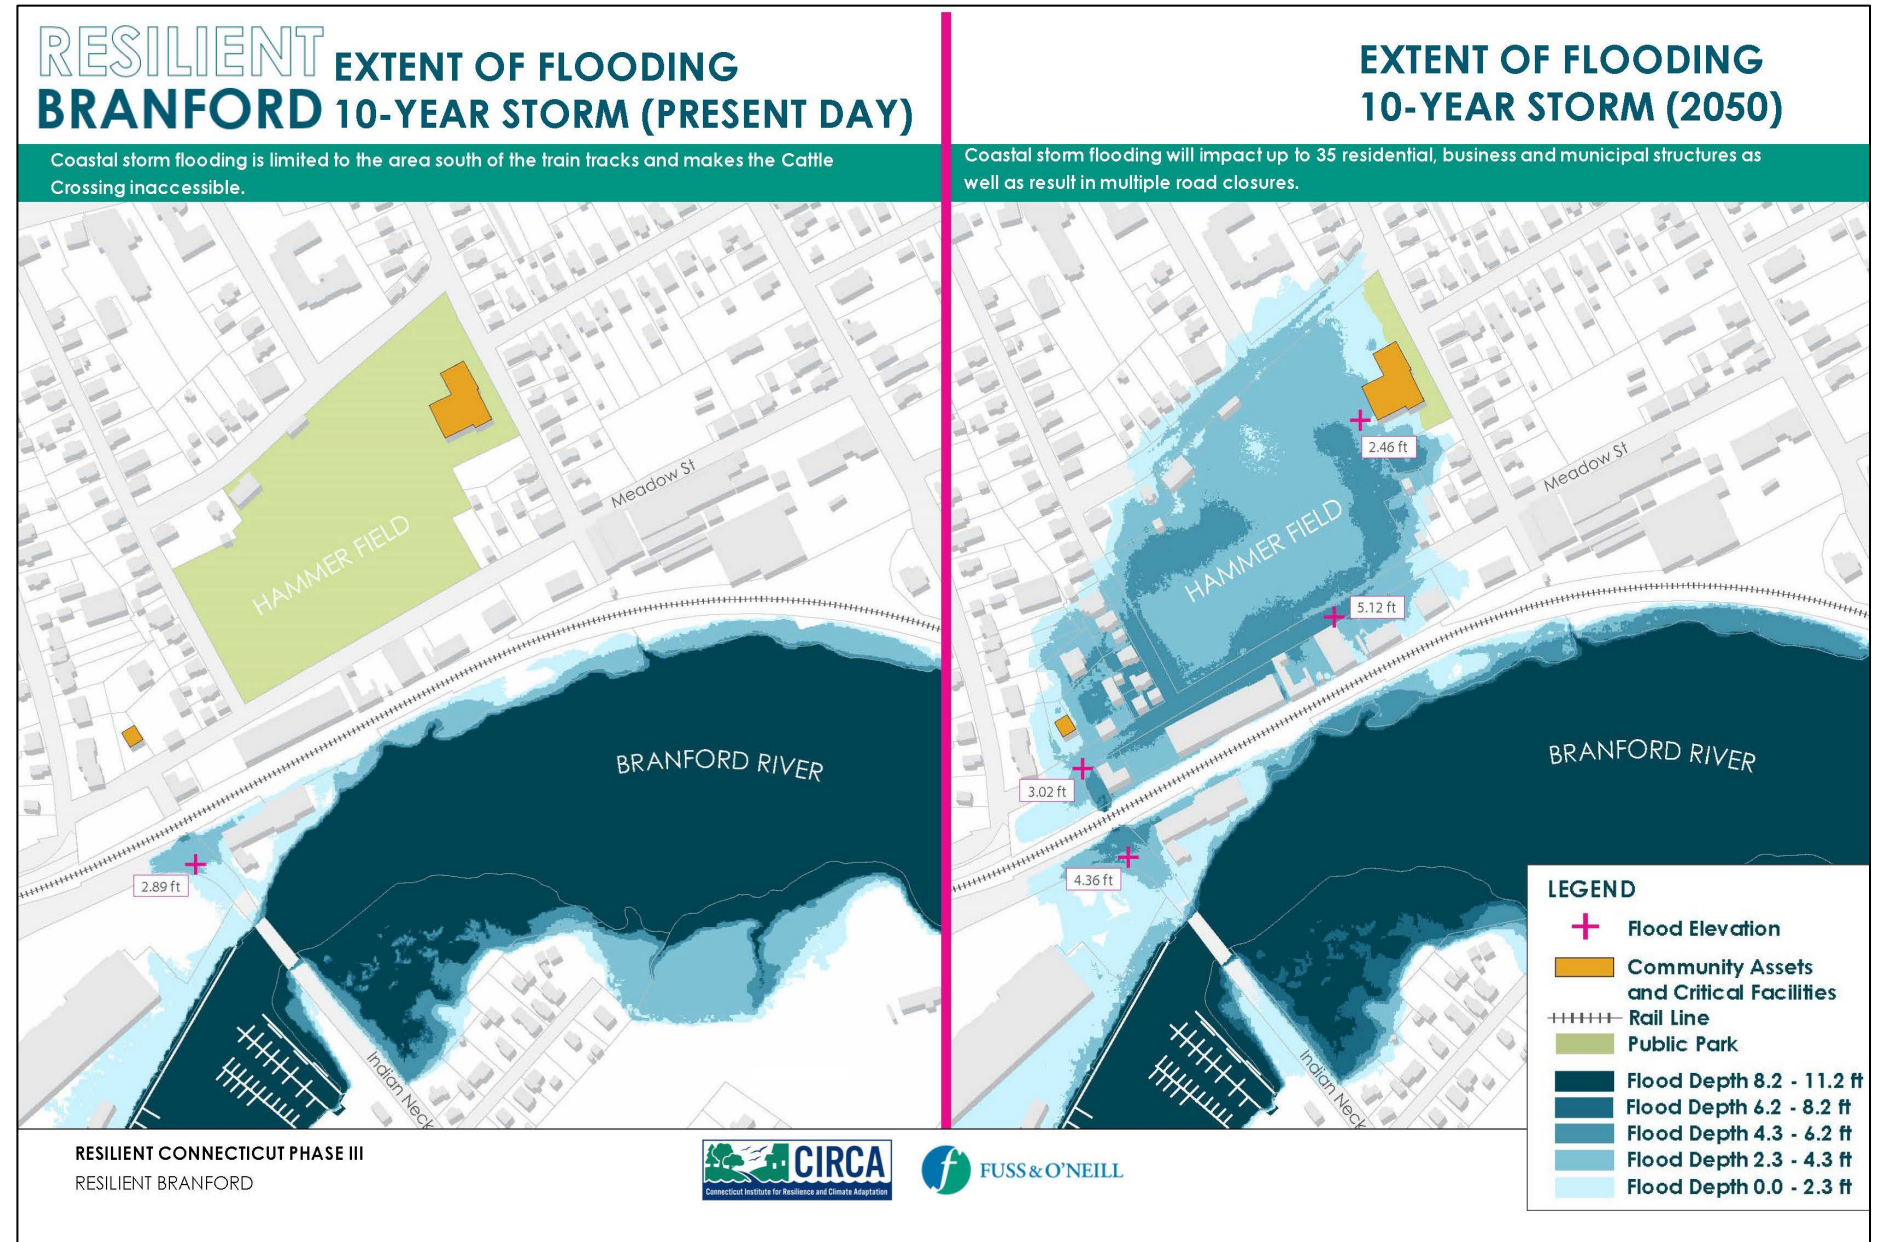 RESILIENT
BRANFORD
EXTENT OF FLOODING
10-YEAR STORM (PRESENT DAY)
Coastal storm flooding is limited to the area south of the train tracks and makes the Cattle
Crossing inaccessible.
HAMMER FIELD
Meadow St
BRANFORD RIVER
2.89 ft
Indian Neck
EXTENT OF FLOODING
10-YEAR STORM (2050)
Coastal storm flooding will impact up to 35 residential, business and municipal structures as
well as result in multiple road closures.
2.46 ft
Meadow St
HAMMER FIELD
5.12 ft
BRANFORD RIVER
3.02 ft
4.36 ft
Indian Neck
LEGEND
Flood Elevation
Community Assets
and Critical Facilities
Rail Line
Public Park
Flood Depth 8.2 - 11.2 ft
Flood Depth 6.2 - 8.2 ft
Flood Depth 4.3 - 6.2 ft
Flood Depth 2.3 - 4.3 ft
Flood Depth 0.0 - 2.3 ft
RESILIENT CONNECTICUT PHASE III
RESILIENT BRANFORD
CIRCA
Connecticut Institute for Resilience and Climate Adaptation
f
FUSS & O'NEILL